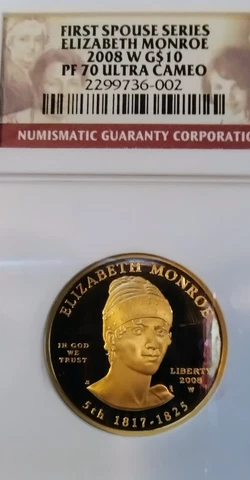 FIRST SPOUSE SERIES
ELIZABETH MONROE
2008 W G$10
PF 70 ULTRA CAMEO
2299736-002
NUMISMATIC GUARANTY CORPORATIO
ELIZABETH MONROE
IN GOD
WE
TRUST
LIBERTY
2008
W
5th 1817-1825